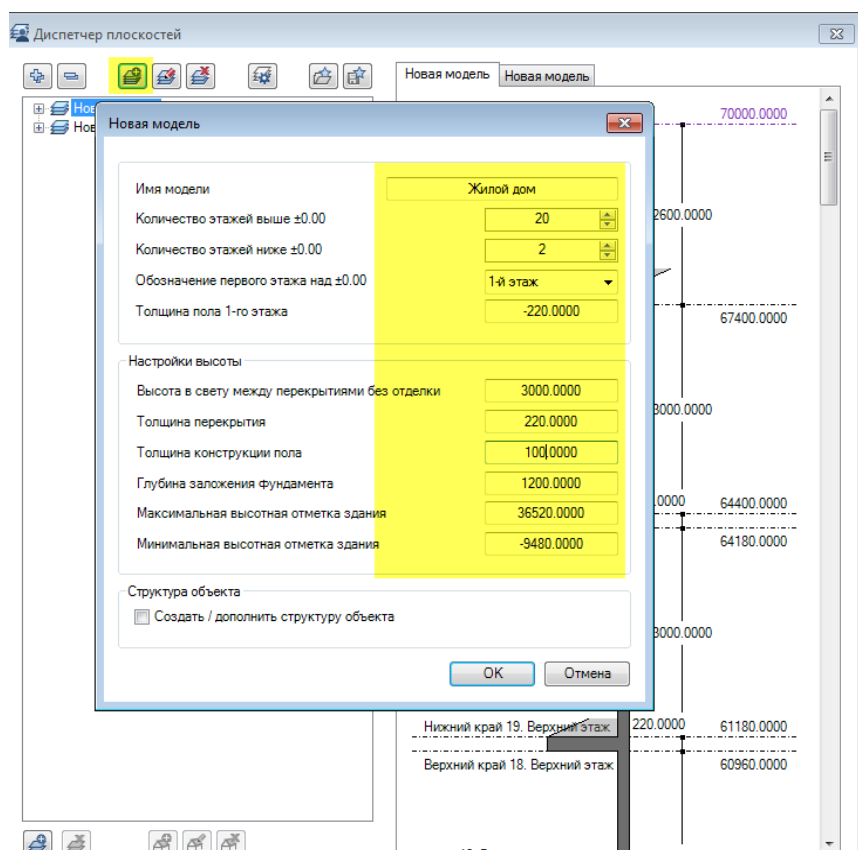 Диспетчер плоскостей
Новая модель Новая модель
Нов
Нов
70000.0000
2600.0000
67400.0000
3000.0000
.0000 64400.0000
64180.0000
3000.0000
Новая модель
Имя модели Жилой дом
Количество этажей выше ±0.00 20
Количество этажей ниже ±0.00 2
Обозначение первого этажа над ±0.00 1-й этаж
Толщина пола 1-го этажа -220.0000
Настройки высоты
Высота в свету между перекрытиями без отделки 3000.0000
Толщина перекрытия 220.0000
Толщина конструкции пола 100.0000
Глубина заложения фундамента 1200.0000
Максимальная высотная отметка здания 36520.0000
Минимальная высотная отметка здания -9480.0000
Структура объекта
Создать / дополнить структуру объекта
OK Отмена
Нижний край 19. Верхний этаж 220.0000 61180.0000
Верхний край 18. Верхний этаж 60960.0000